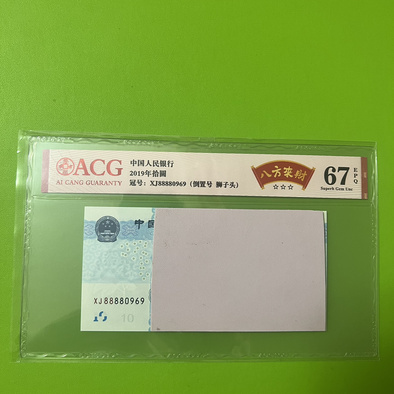 ACG
AI CANG GUARANTY
中国人民银行
2019年拾圆
冠号: XJ88880969 (倒置号 狮子头)
八方来财
☆☆☆
67
EPQ
Superb Gem Unc
中国
XJ88880969
10